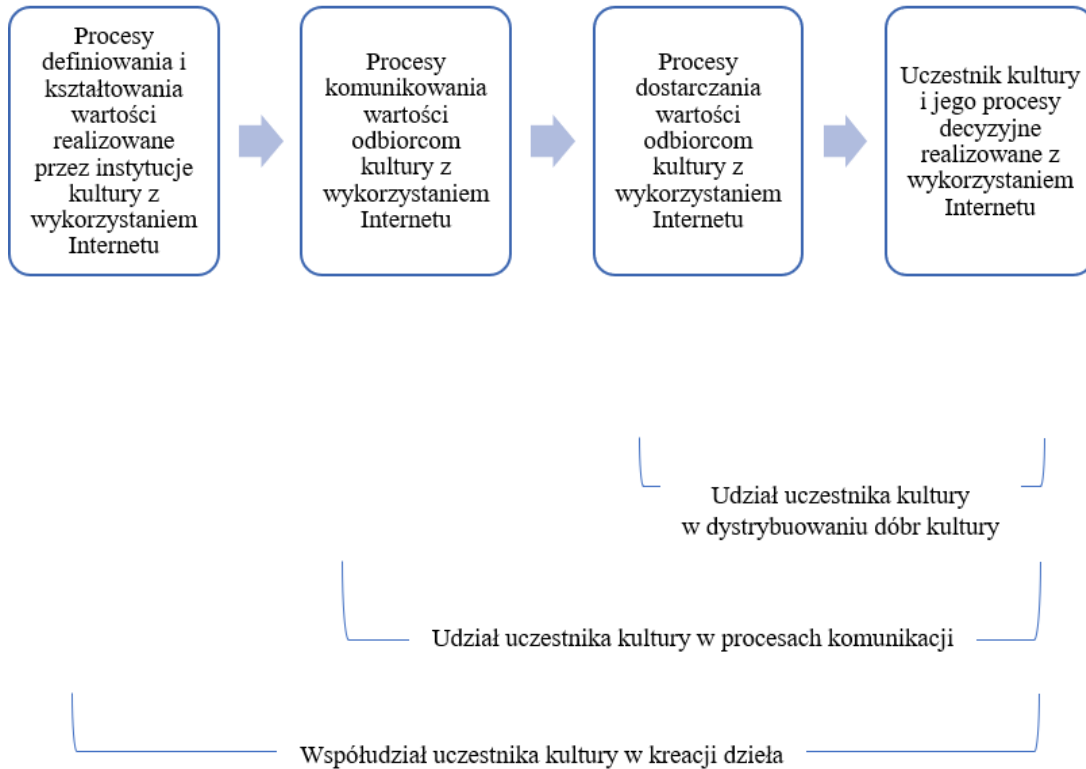 Procesy
definiowania i
kształtowania
wartości
realizowane
przez instytucje
kultury z
wykorzystaniem
Internetu
Procesy
komunikowania
wartości
odbiorcom
kultury z
wykorzystaniem
Internetu
Procesy
dostarczania
wartości
odbiorcom
kultury z
wykorzystaniem
Internetu
Uczestnik kultury
i jego procesy
decyzyjne
realizowane z
wykorzystaniem
Internetu
Udział uczestnika kultury
w dystrybuowaniu dóbr kultury
Udział uczestnika kultury w procesach komunikacji
Współudział uczestnika kultury w kreacji dzieła